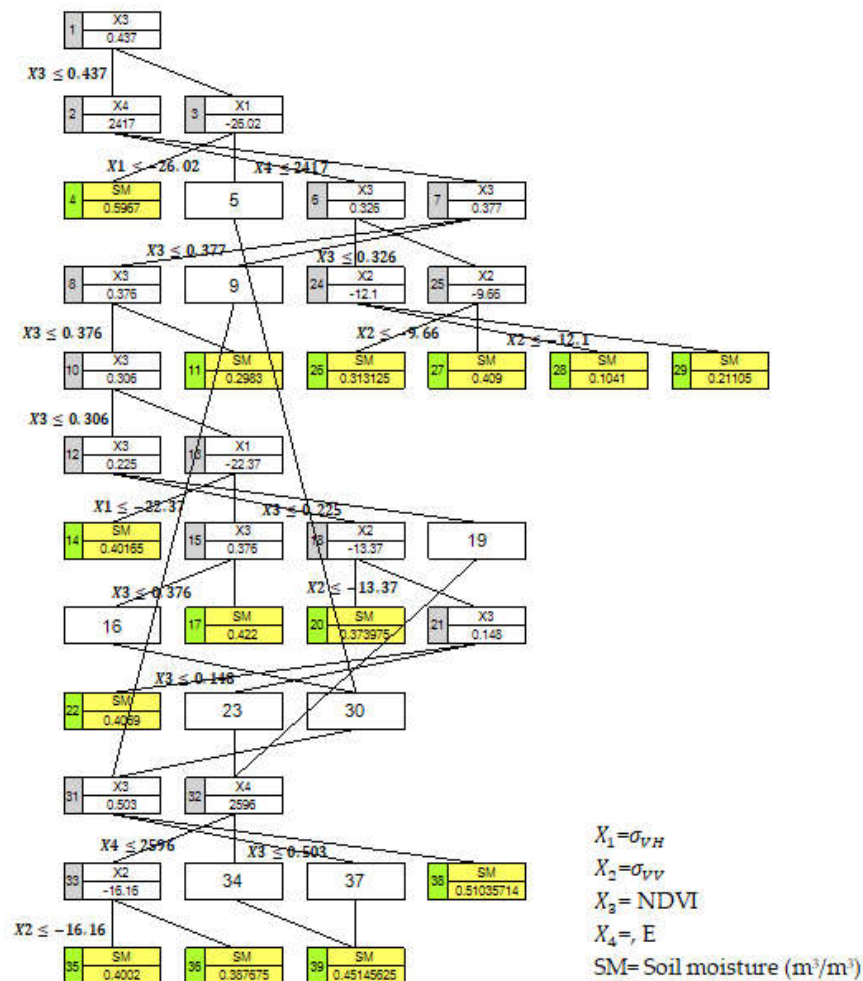 1 X3
0.437
X3 ≤ 0.437
2 X4 3 X1
2417 -26.02
X1 ≤ -26.02 X4 ≤ 2417
4 SM 5 6 X3 7 X3
0.5967 0.326 0.377
X3 ≤ 0.377 X3 ≤ 0.326
8 X3 9 24 X2 25 X2
0.376 -12.1 -9.66
X3 ≤ 0.376 X2 ≤ -9.66 X2 ≤ -12.1
10 X3 11 SM 26 SM 27 SM 28 SM 29 SM
0.306 0.2983 0.313125 0.409 0.1041 0.21105
X3 ≤ 0.306
12 X3 13 X1
0.225 -22.37
X1 ≤ -22.37 X3 ≤ 0.225
14 SM 15 X3 18 X2 19
0.40165 0.376 -13.37
X3 ≤ 0.376 X2 ≤ -13.37
16 17 SM 20 SM 21 X3
0.422 0.373975 0.148
X3 ≤ 0.148
22 SM 23 30
0.4059
31 X3 32 X4
0.503 2596
X4 ≤ 2596 X3 ≤ 0.503
33 X2 34 37 38 SM
-16.16 0.51035714
X2 ≤ -16.16
35 SM 36 SM 39 SM
0.4002 0.387675 0.45145625
X₁=σ_VH
X₂=σ_VV
X₃= NDVI
X₄=, E
SM= Soil moisture (m³/m³)